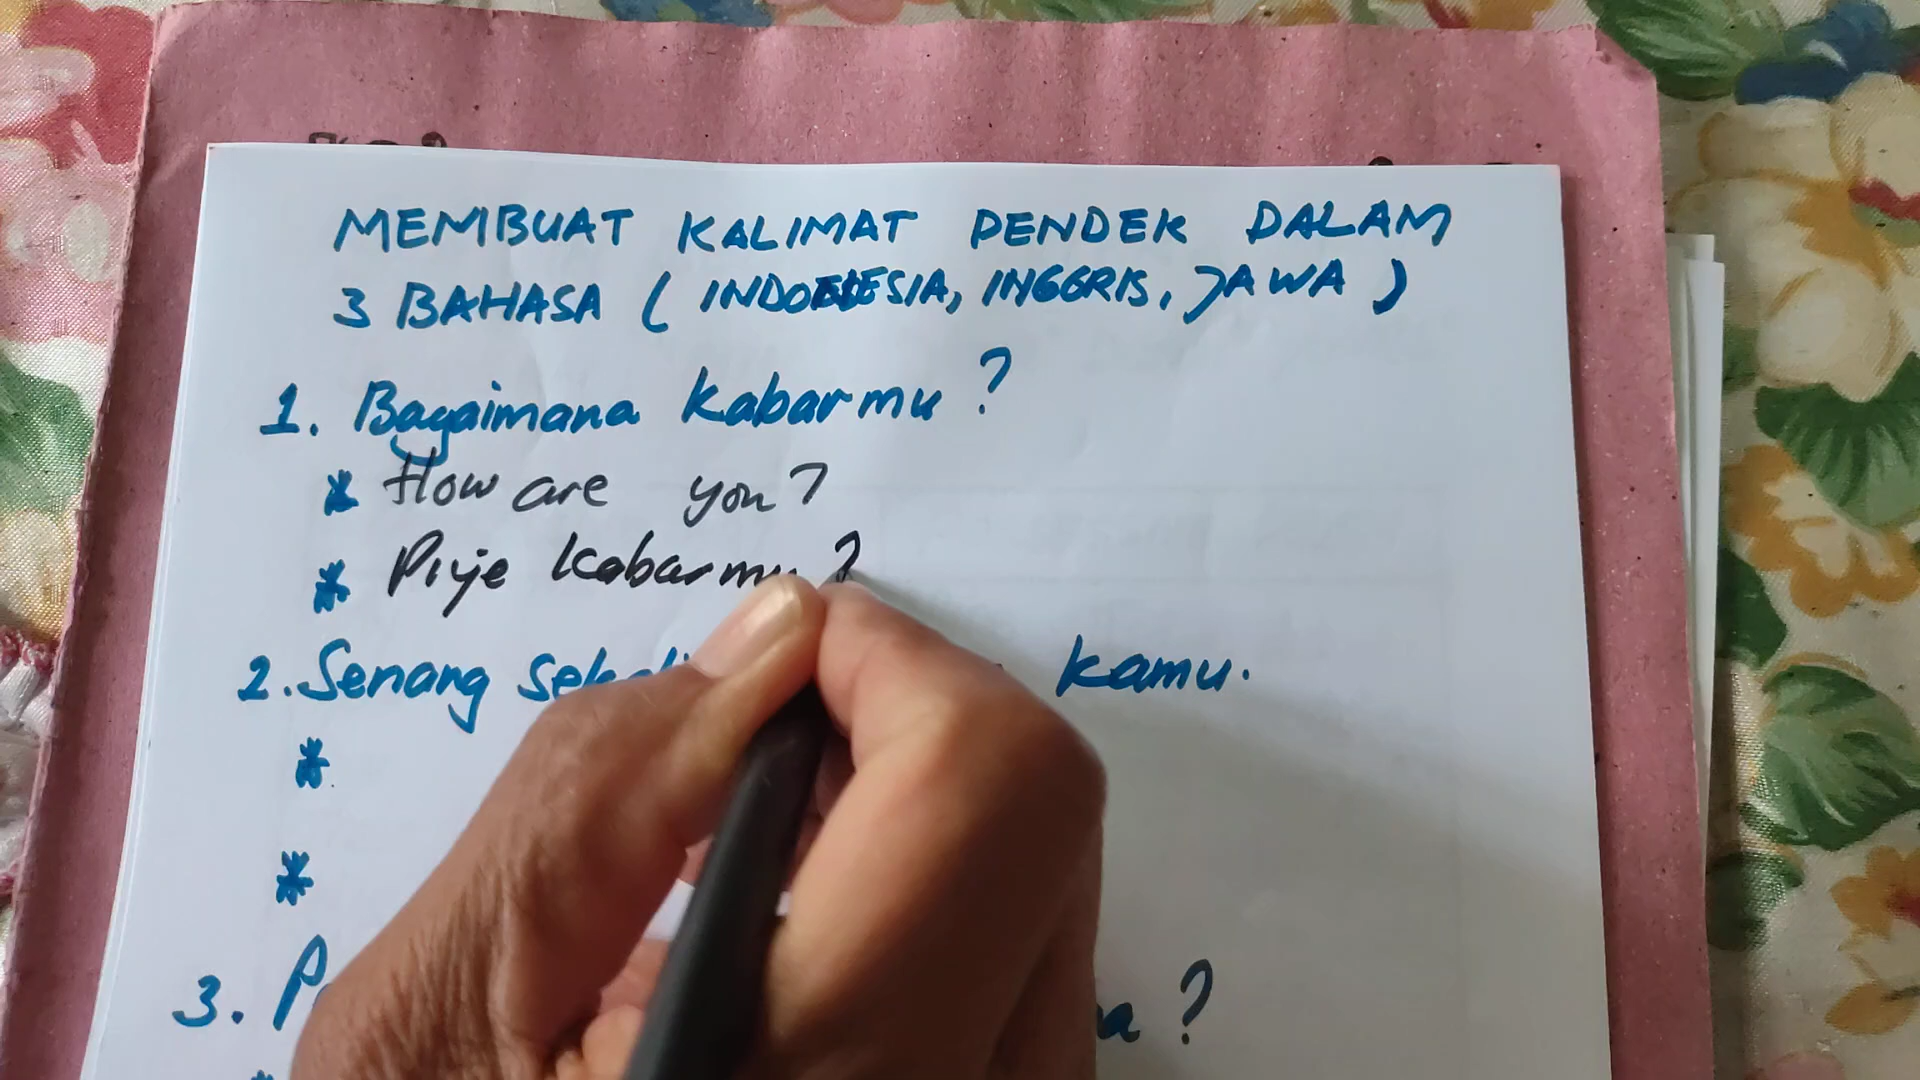 MEMBUAT KALIMAT PENDEK DALAM
3 BAHASA ( INDONESIA, INGGRIS, JAWA )
1. Bagaimana kabarmu ?
* How are you?
* Piye kabarmu ?
2. Senang kamu.
*
*
3. ?